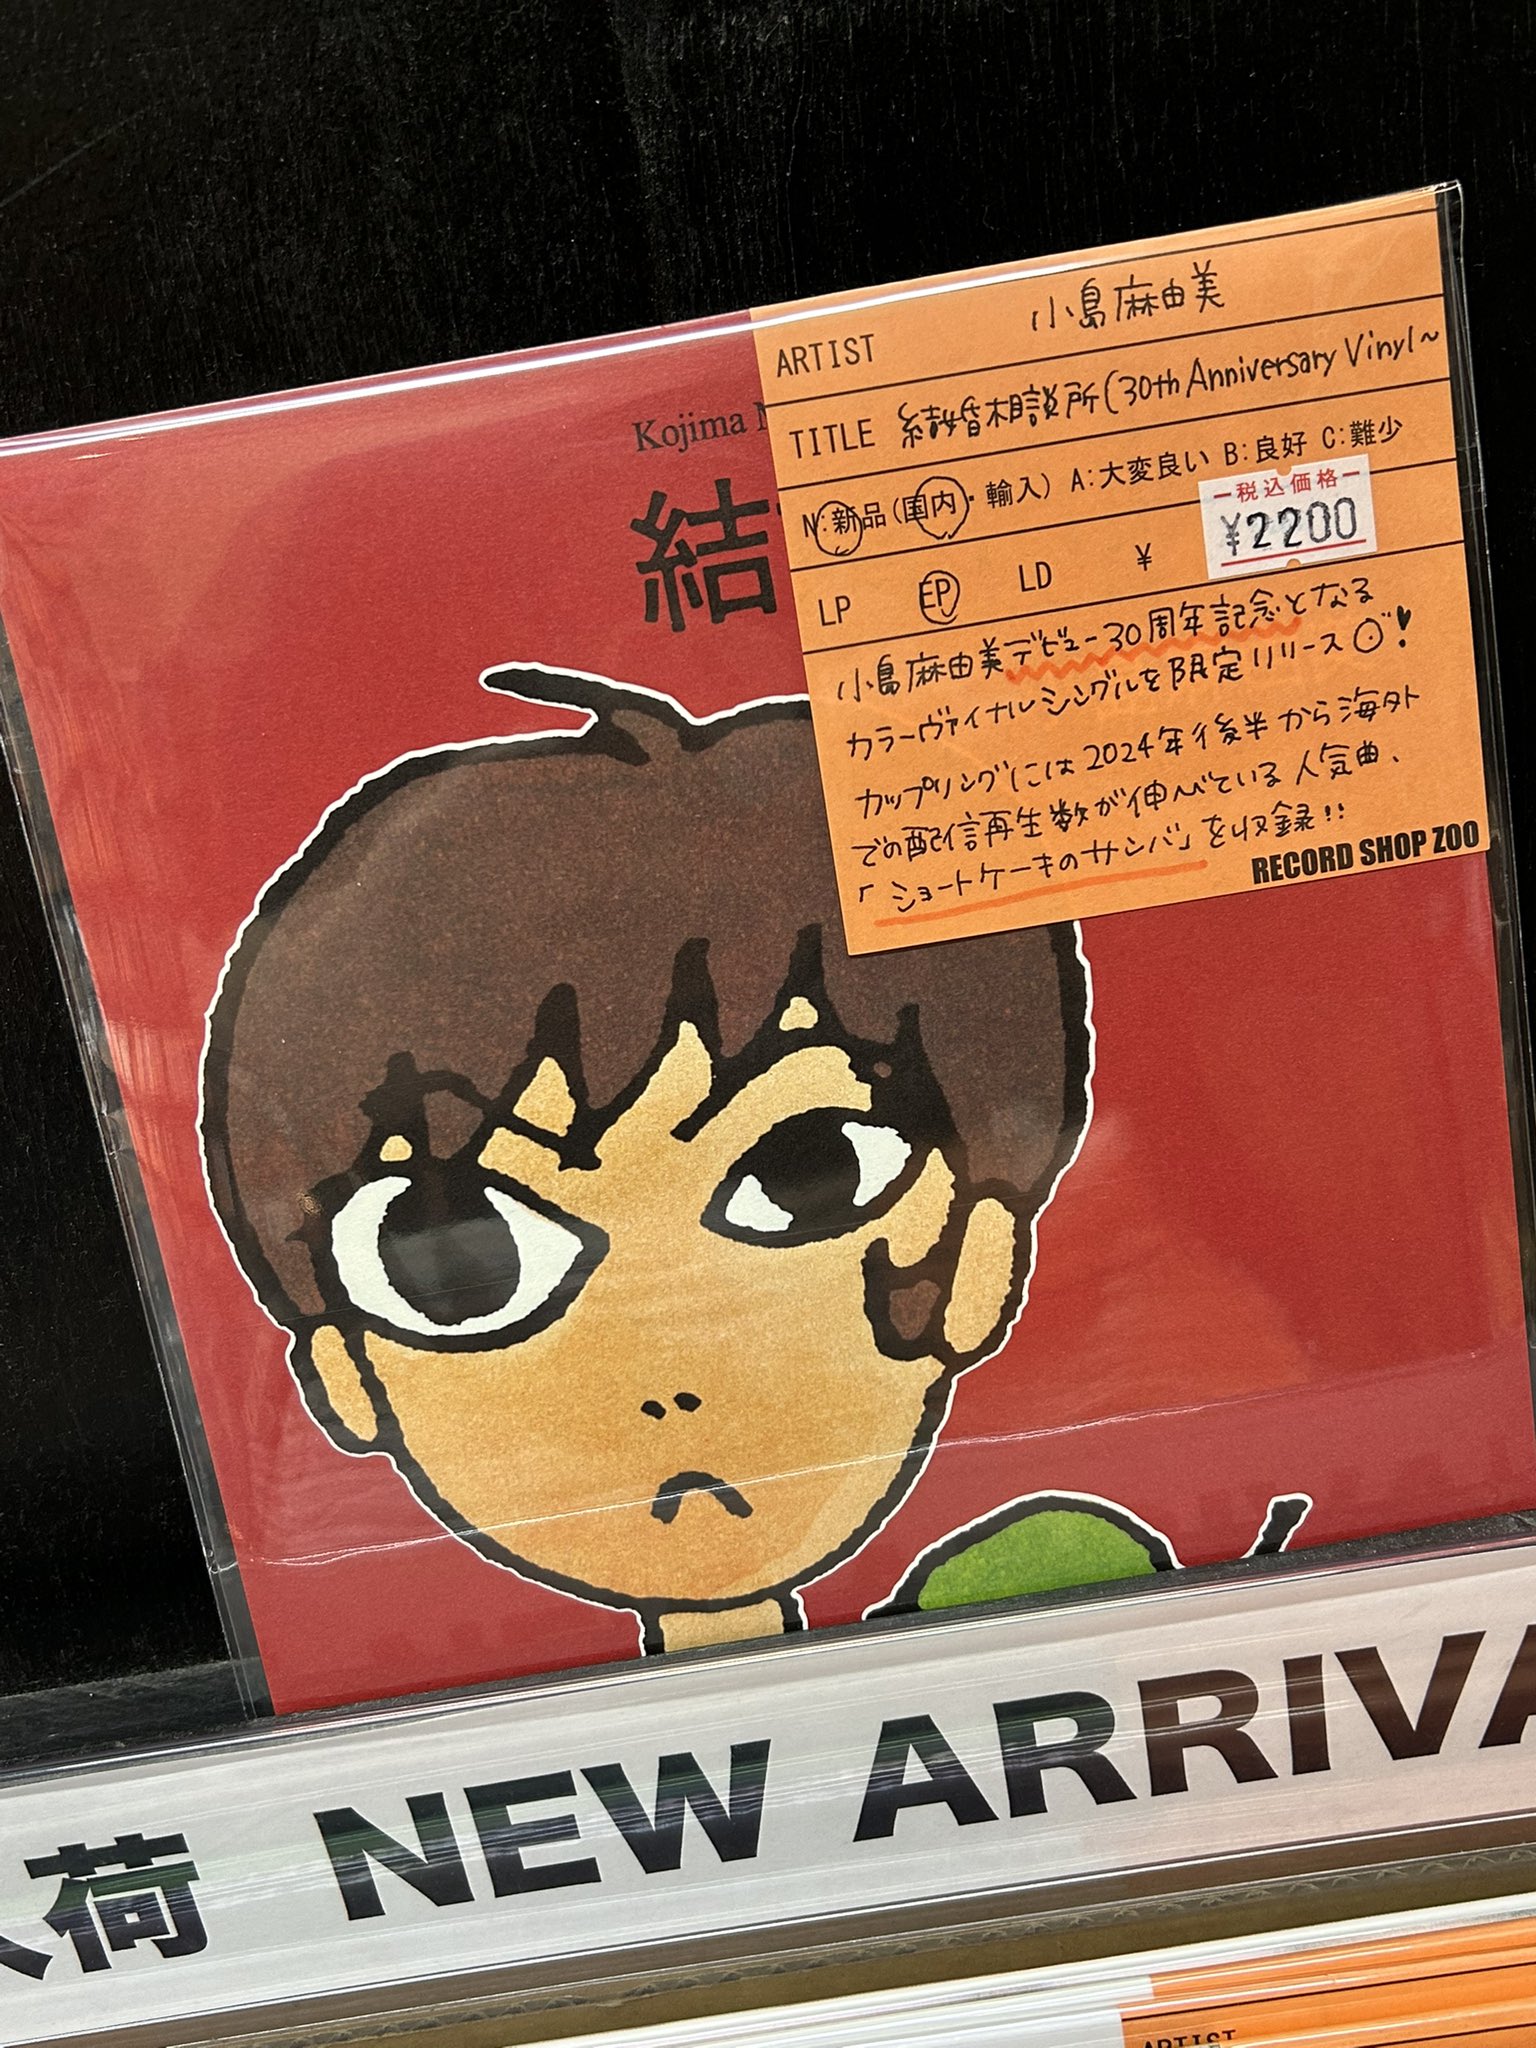 小島麻由美
ARTIST
TITLE 結婚相談所(30th Anniversary Vinyl~
N:新品(国内・輸入) A:大変良い B:良好 C:難少
ー税込価格ー
¥2200
LP EP LD ¥
小島麻由美デビュー30周年記念となる
カラーヴァイナルシングルを限定リリース!
カップリングには2024年後半から海外
での配信再生数が伸べている人気曲、
「ショートケーキのサンバ」を収録!!
RECORD SHOP ZOO
Kojima
結
荷 NEW ARRIVA
ARTIST